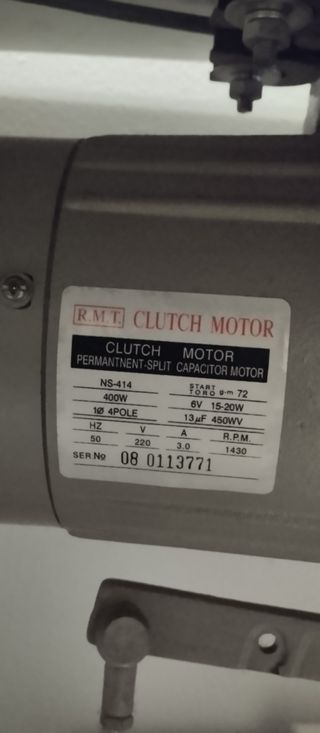 R.M.T. CLUTCH MOTOR
CLUTCH MOTOR
PERMANTNENT-SPLIT CAPACITOR MOTOR
NS-414 START TORQ g-m 72
400W 6V 15-20W
1Ø 4POLE 13µF 450WV
HZ V A R.P.M.
50 220 3.0 1430
SER.No 08 0113771